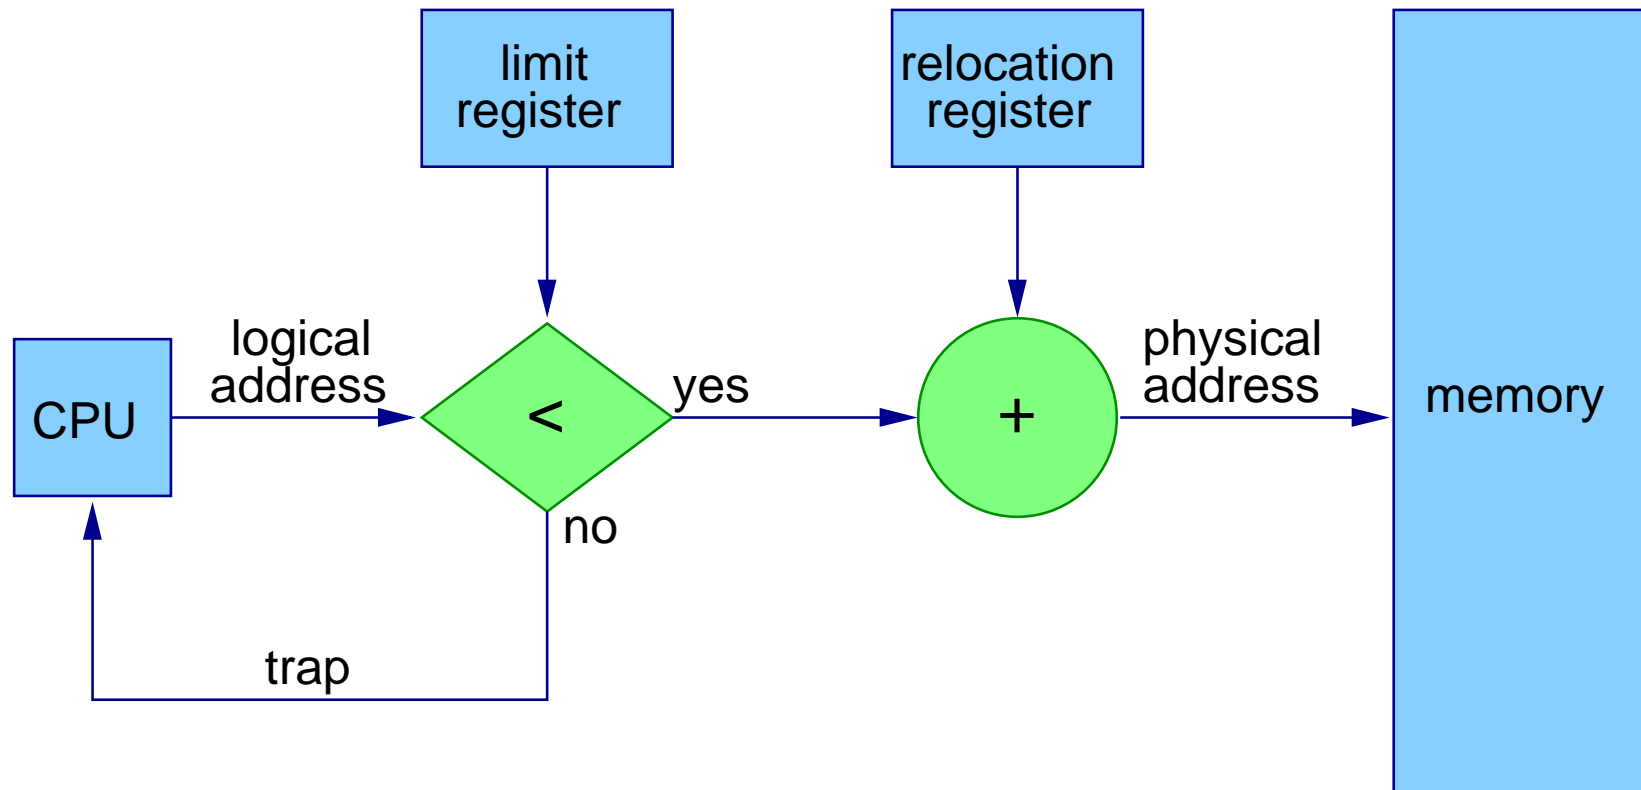 limit
register
relocation
register
logical
address
physical
address
CPU
<
yes
+
memory
no
trap